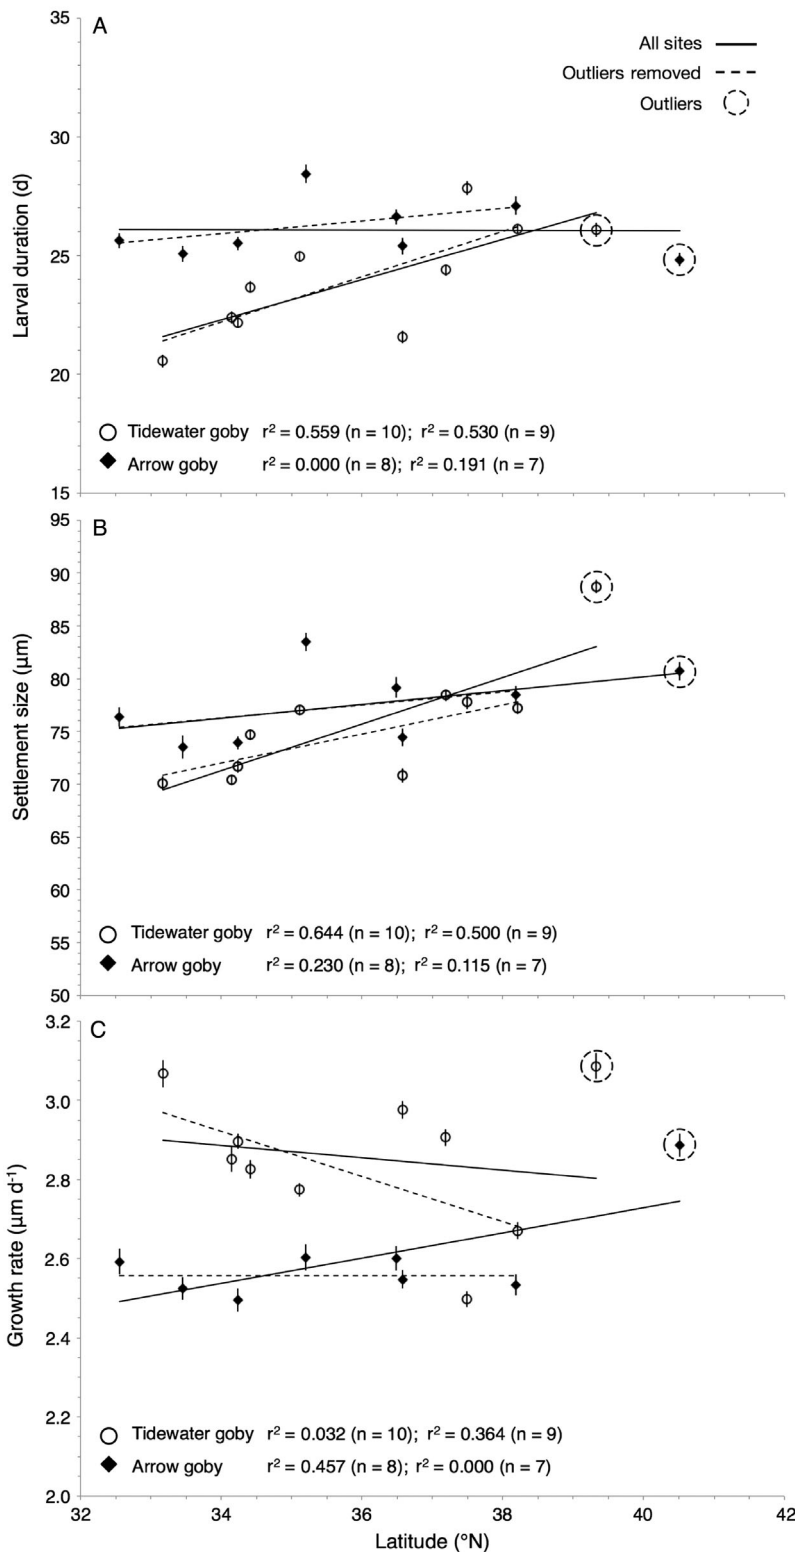 A
All sites
Outliers removed
Outliers
35
30
25
20
15
Larval duration (d)
Tidewater goby r² = 0.559 (n = 10); r² = 0.530 (n = 9)
Arrow goby r² = 0.000 (n = 8); r² = 0.191 (n = 7)
B
95
90
85
80
75
70
65
60
55
50
Settlement size (µm)
Tidewater goby r² = 0.644 (n = 10); r² = 0.500 (n = 9)
Arrow goby r² = 0.230 (n = 8); r² = 0.115 (n = 7)
C
3.2
3.0
2.8
2.6
2.4
2.2
2.0
Growth rate (µm d⁻¹)
Tidewater goby r² = 0.032 (n = 10); r² = 0.364 (n = 9)
Arrow goby r² = 0.457 (n = 8); r² = 0.000 (n = 7)
32 34 36 38 40 42
Latitude (°N)